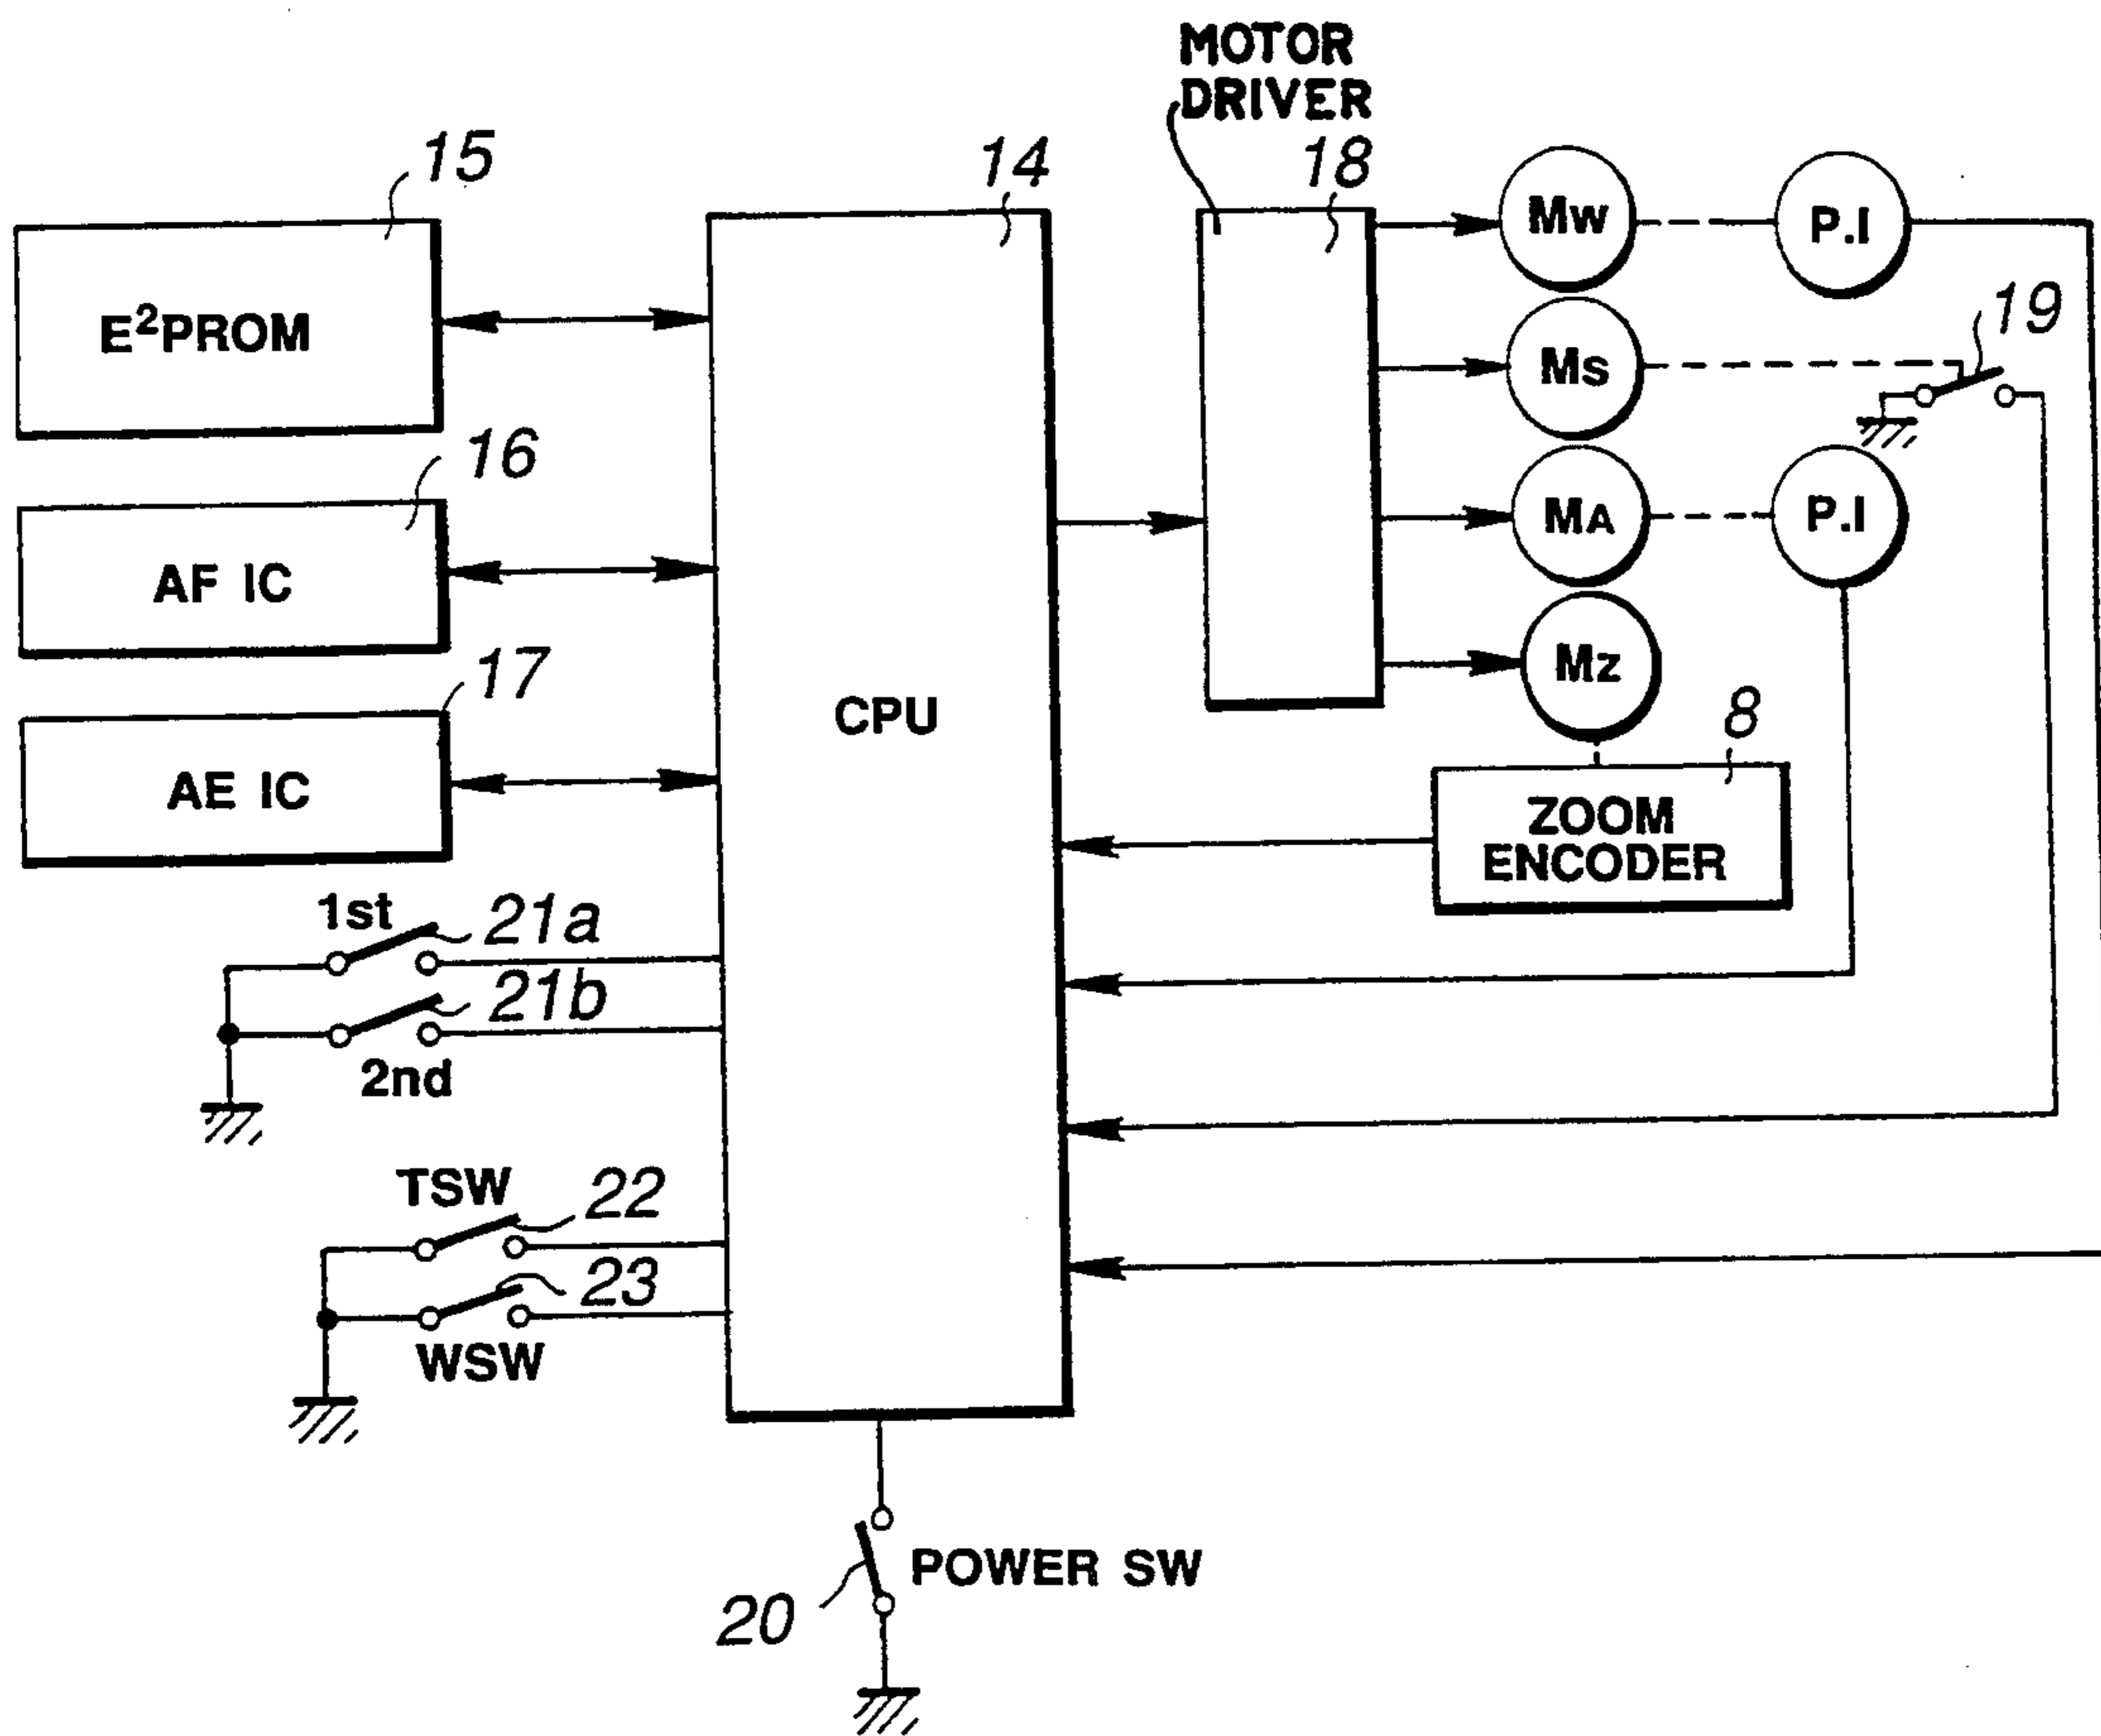 MOTOR
DRIVER
15
14
18
Mw
P.I
E²PROM
Ms
19
16
AF IC
MA
P.I
17
Mz
CPU
8
AE IC
ZOOM
ENCODER
1st
21a
21b
2nd
TSW
22
23
WSW
POWER SW
20